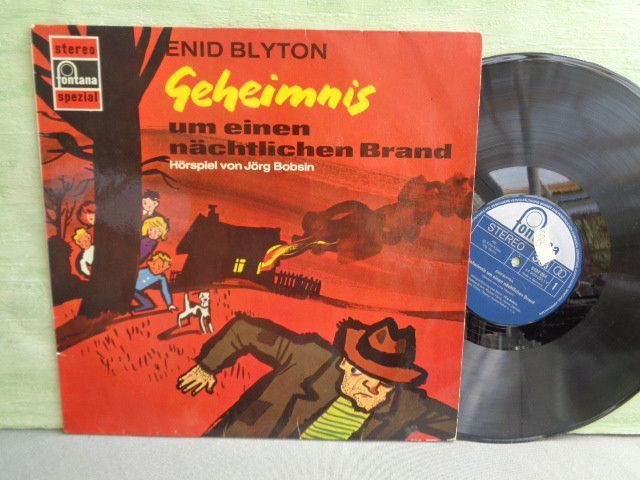 stereo
fontana
spezial
ENID BLYTON
Geheimnis
um einen
nächtlichen Brand
Hörspiel von Jörg Bobsin
fontana
STEREO
1